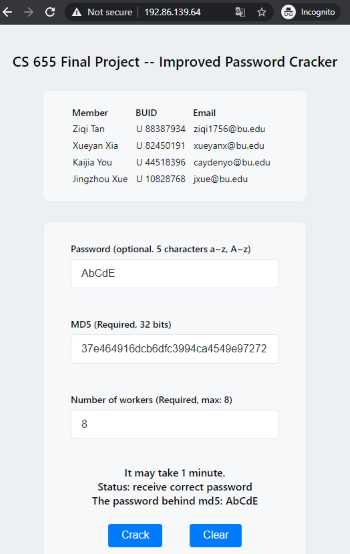 Not secure 192.86.139.64 Incognito
CS 655 Final Project -- Improved Password Cracker
Member BUID Email
Ziqi Tan U 88387934 ziqi1756@bu.edu
Xueyan Xia U 82450191 xueyanx@bu.edu
Kaijia You U 44518396 caydenyo@bu.edu
Jingzhou Xue U 10828768 jxue@bu.edu
Password (optional. 5 characters a~z, A~z)
AbCdE
MD5 (Required, 32 bits)
37e464916dcb6dfc3994ca4549e97272
Number of workers (Required, max: 8)
8
It may take 1 minute.
Status: receive correct password
The password behind md5: AbCdE
Crack Clear